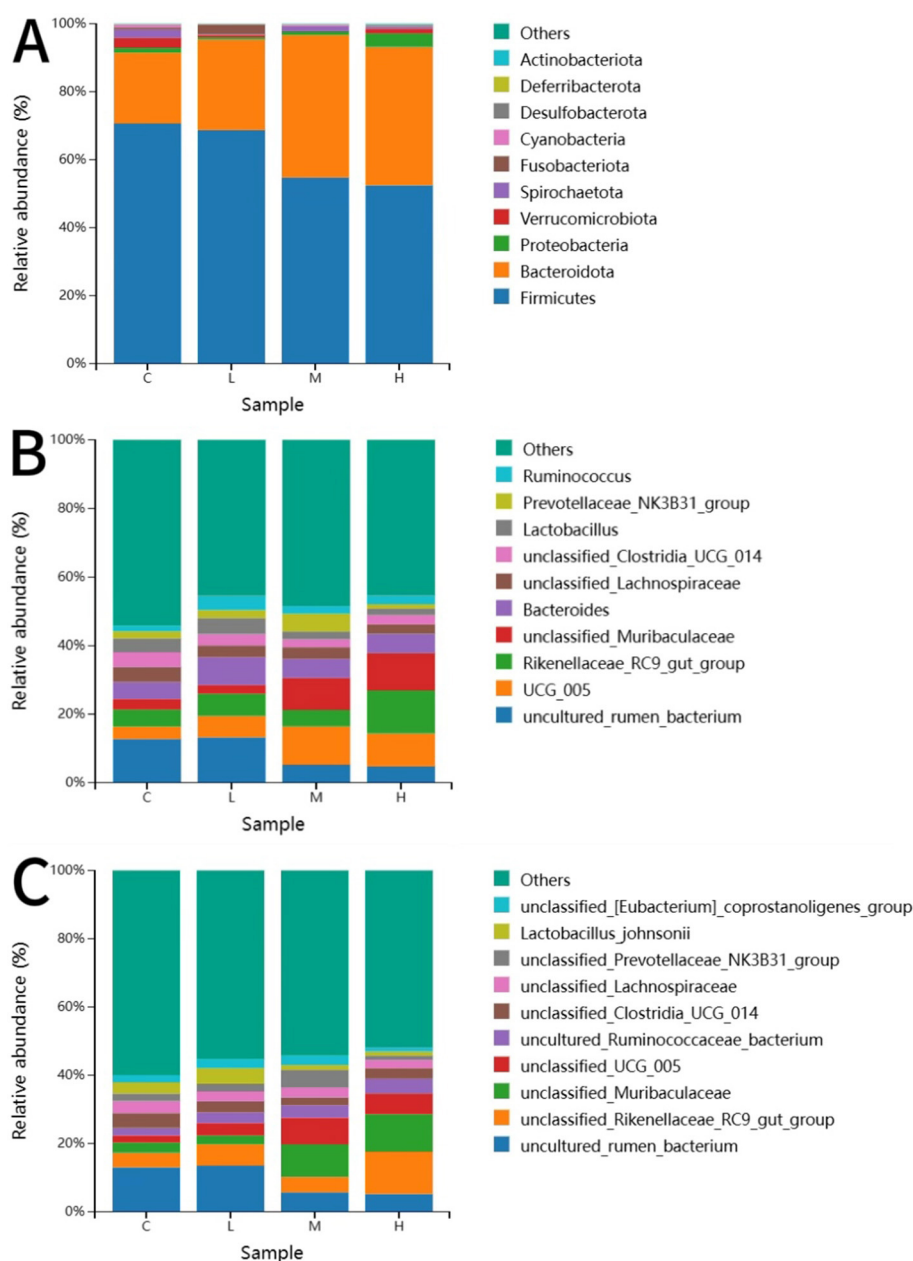 A
Relative abundance (%)
100%
80%
60%
40%
20%
0%
C
L
M
H
Sample
Others
Actinobacteriota
Deferribacterota
Desulfobacterota
Cyanobacteria
Fusobacteriota
Spirochaetota
Verrucomicrobiota
Proteobacteria
Bacteroidota
Firmicutes
B
Relative abundance (%)
100%
80%
60%
40%
20%
0%
C
L
M
H
Sample
Others
Ruminococcus
Prevotellaceae_NK3B31_group
Lactobacillus
unclassified_Clostridia_UCG_014
unclassified_Lachnospiraceae
Bacteroides
unclassified_Muribaculaceae
Rikenellaceae_RC9_gut_group
UCG_005
uncultured_rumen_bacterium
C
Relative abundance (%)
100%
80%
60%
40%
20%
0%
C
L
M
H
Sample
Others
unclassified_[Eubacterium]_coprostanoligenes_group
Lactobacillus_johnsonii
unclassified_Prevotellaceae_NK3B31_group
unclassified_Lachnospiraceae
unclassified_Clostridia_UCG_014
uncultured_Ruminococcaceae_bacterium
unclassified_UCG_005
unclassified_Muribaculaceae
unclassified_Rikenellaceae_RC9_gut_group
uncultured_rumen_bacterium